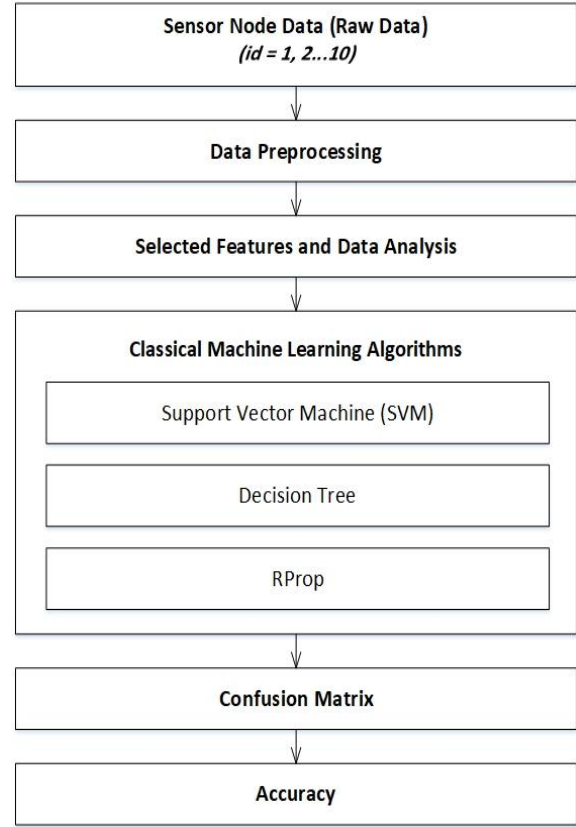 Sensor Node Data (Raw Data)
(id = 1, 2...10)
Data Preprocessing
Selected Features and Data Analysis
Classical Machine Learning Algorithms
Support Vector Machine (SVM)
Decision Tree
RProp
Confusion Matrix
Accuracy